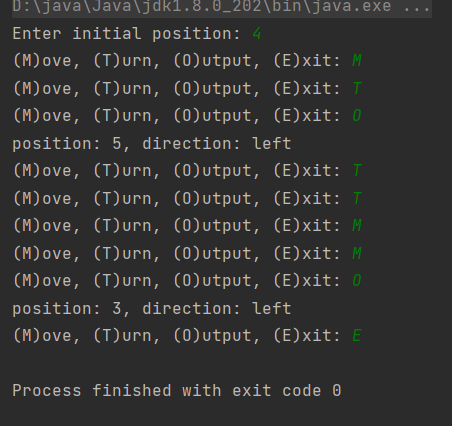 D:\java\Java\jdk1.8.0_202\bin\java.exe ...
Enter initial position: 4
(M)ove, (T)urn, (O)utput, (E)xit: M
(M)ove, (T)urn, (O)utput, (E)xit: T
(M)ove, (T)urn, (O)utput, (E)xit: O
position: 5, direction: left
(M)ove, (T)urn, (O)utput, (E)xit: T
(M)ove, (T)urn, (O)utput, (E)xit: T
(M)ove, (T)urn, (O)utput, (E)xit: M
(M)ove, (T)urn, (O)utput, (E)xit: M
(M)ove, (T)urn, (O)utput, (E)xit: O
position: 3, direction: left
(M)ove, (T)urn, (O)utput, (E)xit: E
Process finished with exit code 0